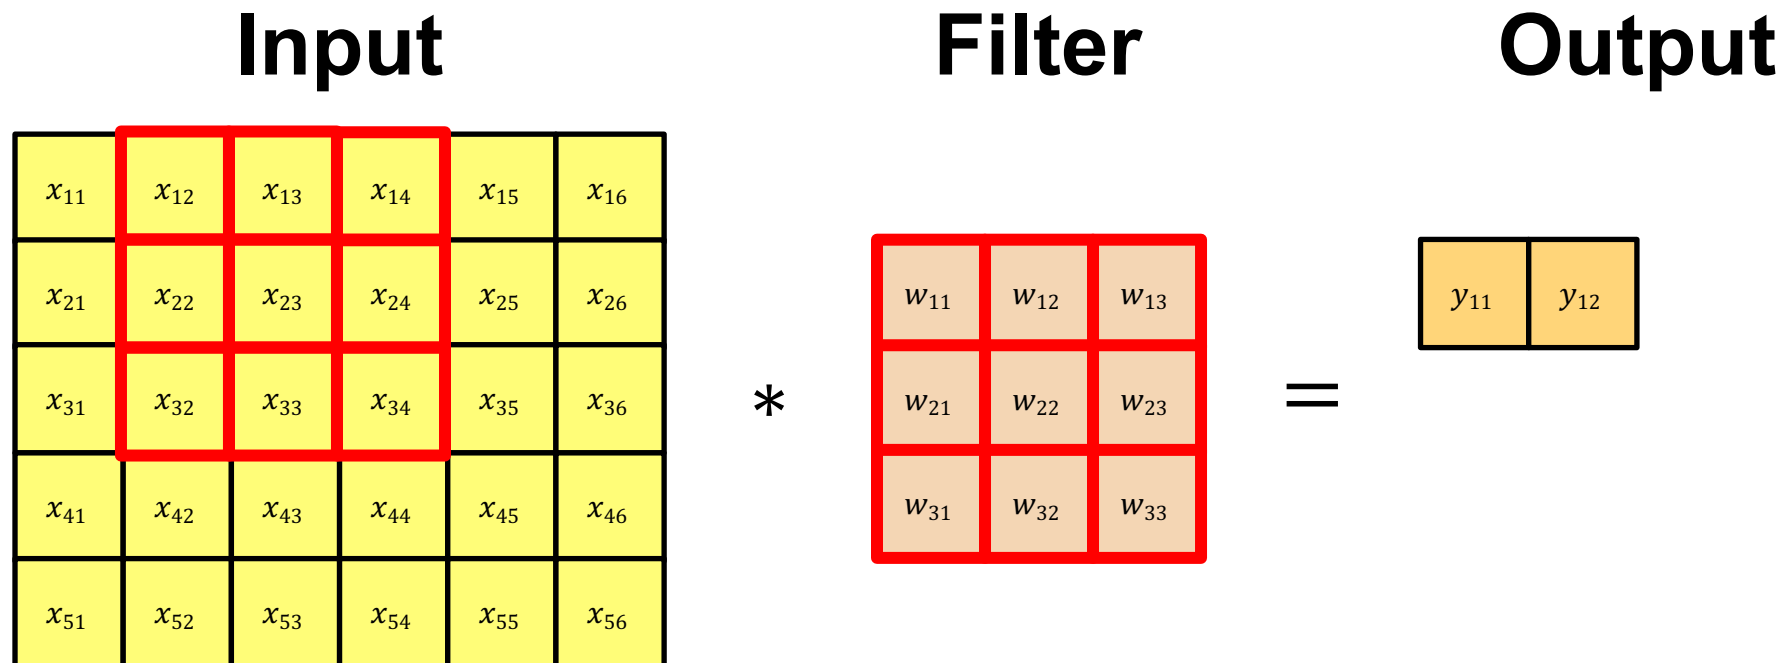 Input Filter Output
x₁₁ x₁₂ x₁₃ x₁₄ x₁₅ x₁₆
x₂₁ x₂₂ x₂₃ x₂₄ x₂₅ x₂₆
x₃₁ x₃₂ x₃₃ x₃₄ x₃₅ x₃₆
x₄₁ x₄₂ x₄₃ x₄₄ x₄₅ x₄₆
x₅₁ x₅₂ x₅₃ x₅₄ x₅₅ x₅₆
*
w₁₁ w₁₂ w₁₃
w₂₁ w₂₂ w₂₃
w₃₁ w₃₂ w₃₃
=
y₁₁ y₁₂